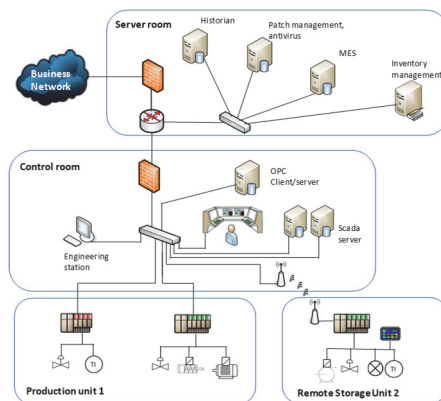 Server room
Historian
Patch management,
antivirus
MES
Inventory
management
Business
Network
Control room
OPC
Client/server
Engineering
station
Scada
server
TI
Production unit 1
TI
Remote Storage Unit 2